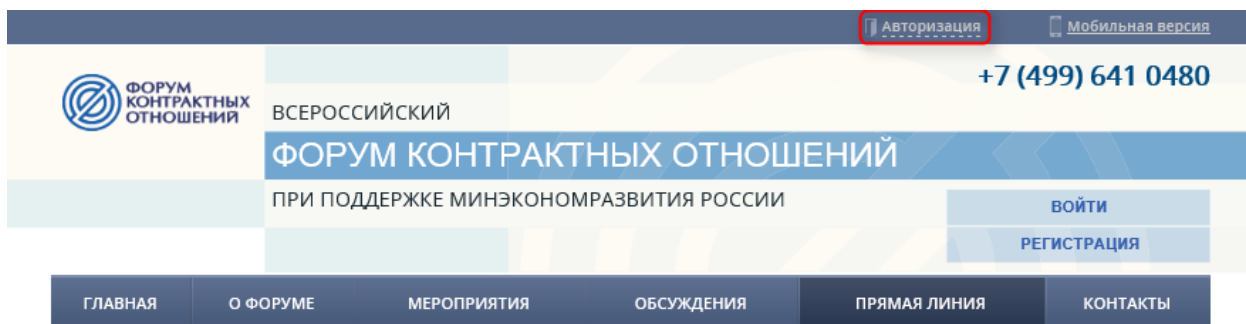 Авторизация Мобильная версия
+7 (499) 641 0480
ФОРУМ
КОНТРАКТНЫХ
ОТНОШЕНИЙ
ВСЕРОССИЙСКИЙ
ФОРУМ КОНТРАКТНЫХ ОТНОШЕНИЙ
ПРИ ПОДДЕРЖКЕ МИНЭКОНОМРАЗВИТИЯ РОССИИ
ВОЙТИ
РЕГИСТРАЦИЯ
ГЛАВНАЯ О ФОРУМЕ МЕРОПРИЯТИЯ ОБСУЖДЕНИЯ ПРЯМАЯ ЛИНИЯ КОНТАКТЫ